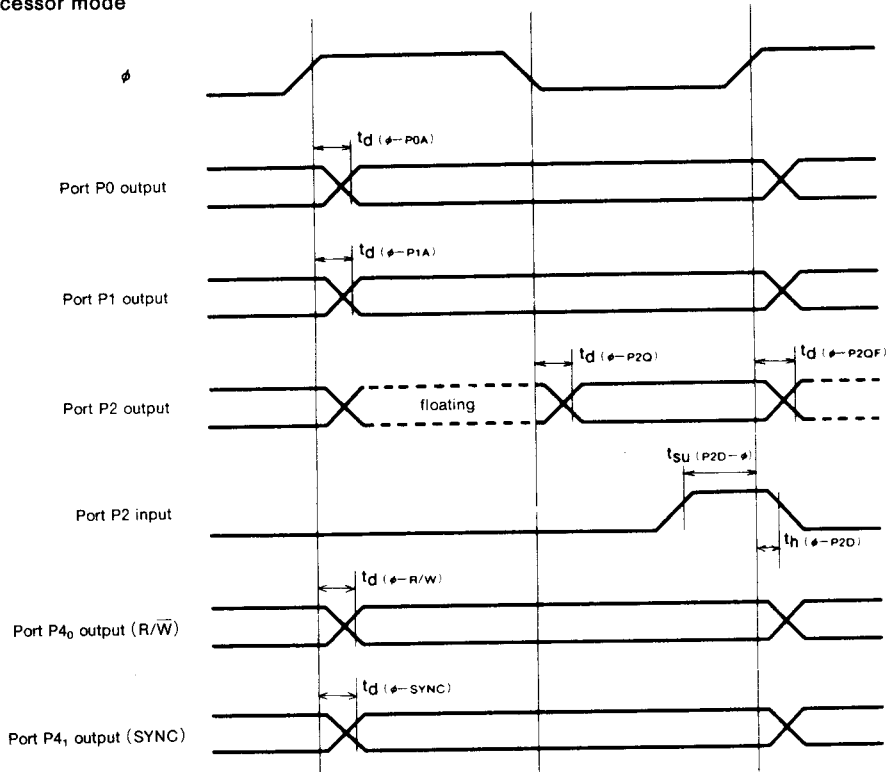 cessor mode
ϕ
td (ϕ−P0A)
Port P0 output
td (ϕ−P1A)
Port P1 output
td (ϕ−P2Q)
td (ϕ−P2QF)
Port P2 output
floating
tsu (P2D−ϕ)
Port P2 input
th (ϕ−P2D)
td (ϕ−R/W)
Port P4₀ output (R/W̅)
td (ϕ−SYNC)
Port P4₁ output (SYNC)